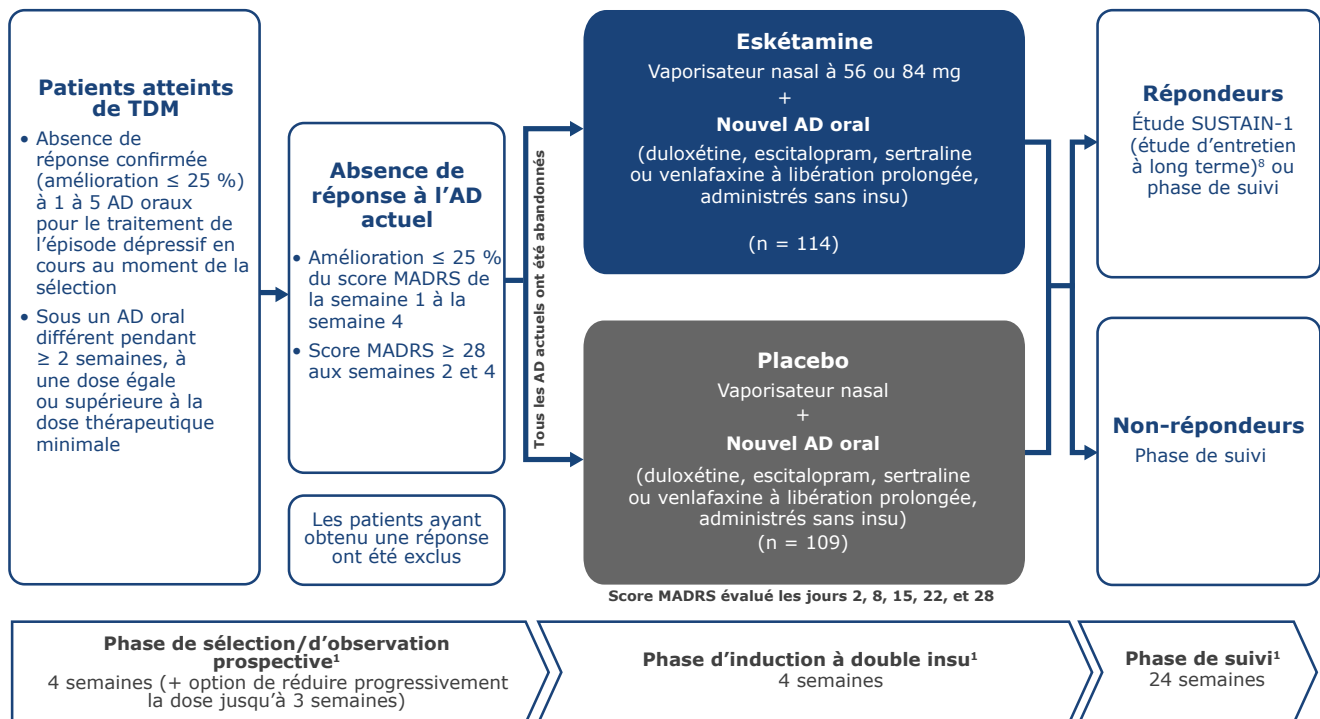 Patients atteints
de TDM
• Absence de
réponse confirmée
(amélioration ≤ 25 %)
à 1 à 5 AD oraux
pour le traitement de
l’épisode dépressif en
cours au moment de la
sélection
• Sous un AD oral
différent pendant
≥ 2 semaines, à
une dose égale
ou supérieure à la
dose thérapeutique
minimale
Absence de
réponse à l’AD
actuel
• Amélioration ≤ 25 %
du score MADRS de
la semaine 1 à la
semaine 4
• Score MADRS ≥ 28
aux semaines 2 et 4
Les patients ayant
obtenu une réponse
ont été exclus
Tous les AD actuels ont été abandonnés
Eskétamine
Vaporisateur nasal à 56 ou 84 mg
+
Nouvel AD oral
(duloxétine, escitalopram, sertraline
ou venlafaxine à libération prolongée,
administrés sans insu)
(n = 114)
Placebo
Vaporisateur nasal
+
Nouvel AD oral
(duloxétine, escitalopram, sertraline
ou venlafaxine à libération prolongée,
administrés sans insu)
(n = 109)
Score MADRS évalué les jours 2, 8, 15, 22, et 28
Répondeurs
Étude SUSTAIN-1
(étude d’entretien
à long terme)⁸ ou
phase de suivi
Non-répondeurs
Phase de suivi
Phase de sélection/d’observation
prospective¹
4 semaines (+ option de réduire progressivement
la dose jusqu’à 3 semaines)
Phase d’induction à double insu¹
4 semaines
Phase de suivi¹
24 semaines